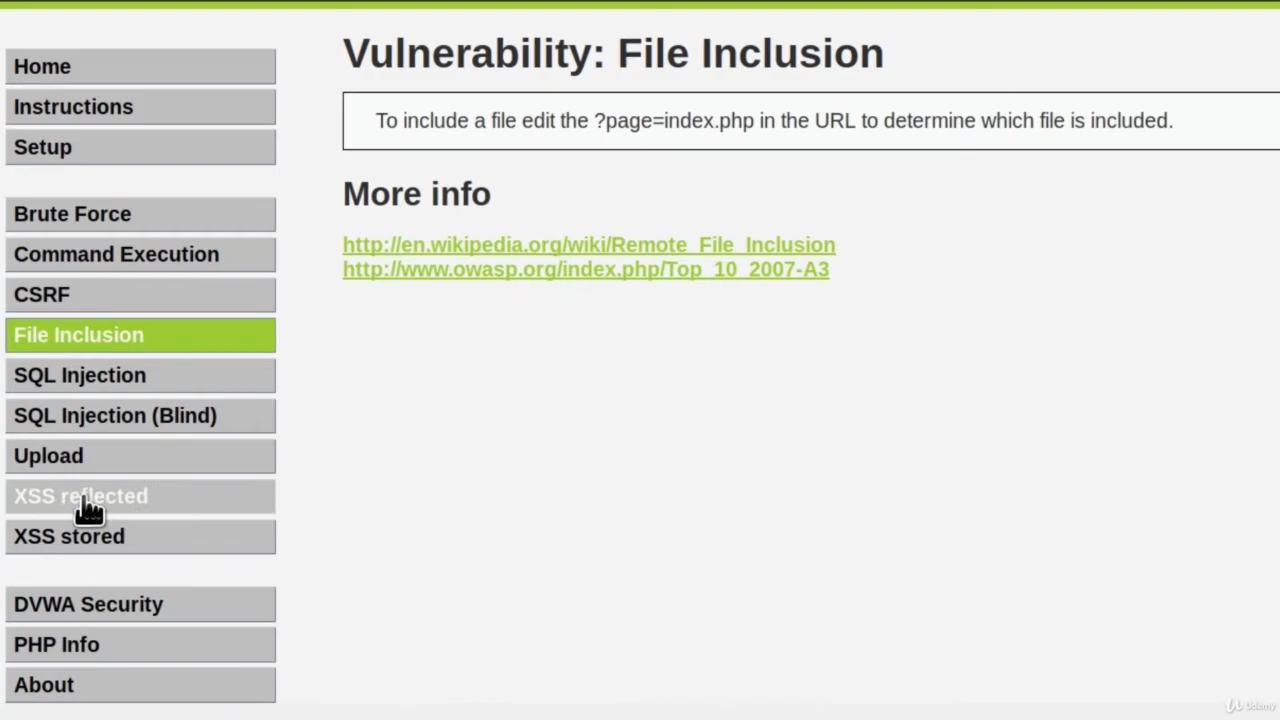 Home
Instructions
Setup
Brute Force
Command Execution
CSRF
File Inclusion
SQL Injection
SQL Injection (Blind)
Upload
XSS reflected
XSS stored
DVWA Security
PHP Info
About
Vulnerability: File Inclusion
To include a file edit the ?page=index.php in the URL to determine which file is included.
More info
http://en.wikipedia.org/wiki/Remote_File_Inclusion
http://www.owasp.org/index.php/Top_10_2007-A3
Udemy